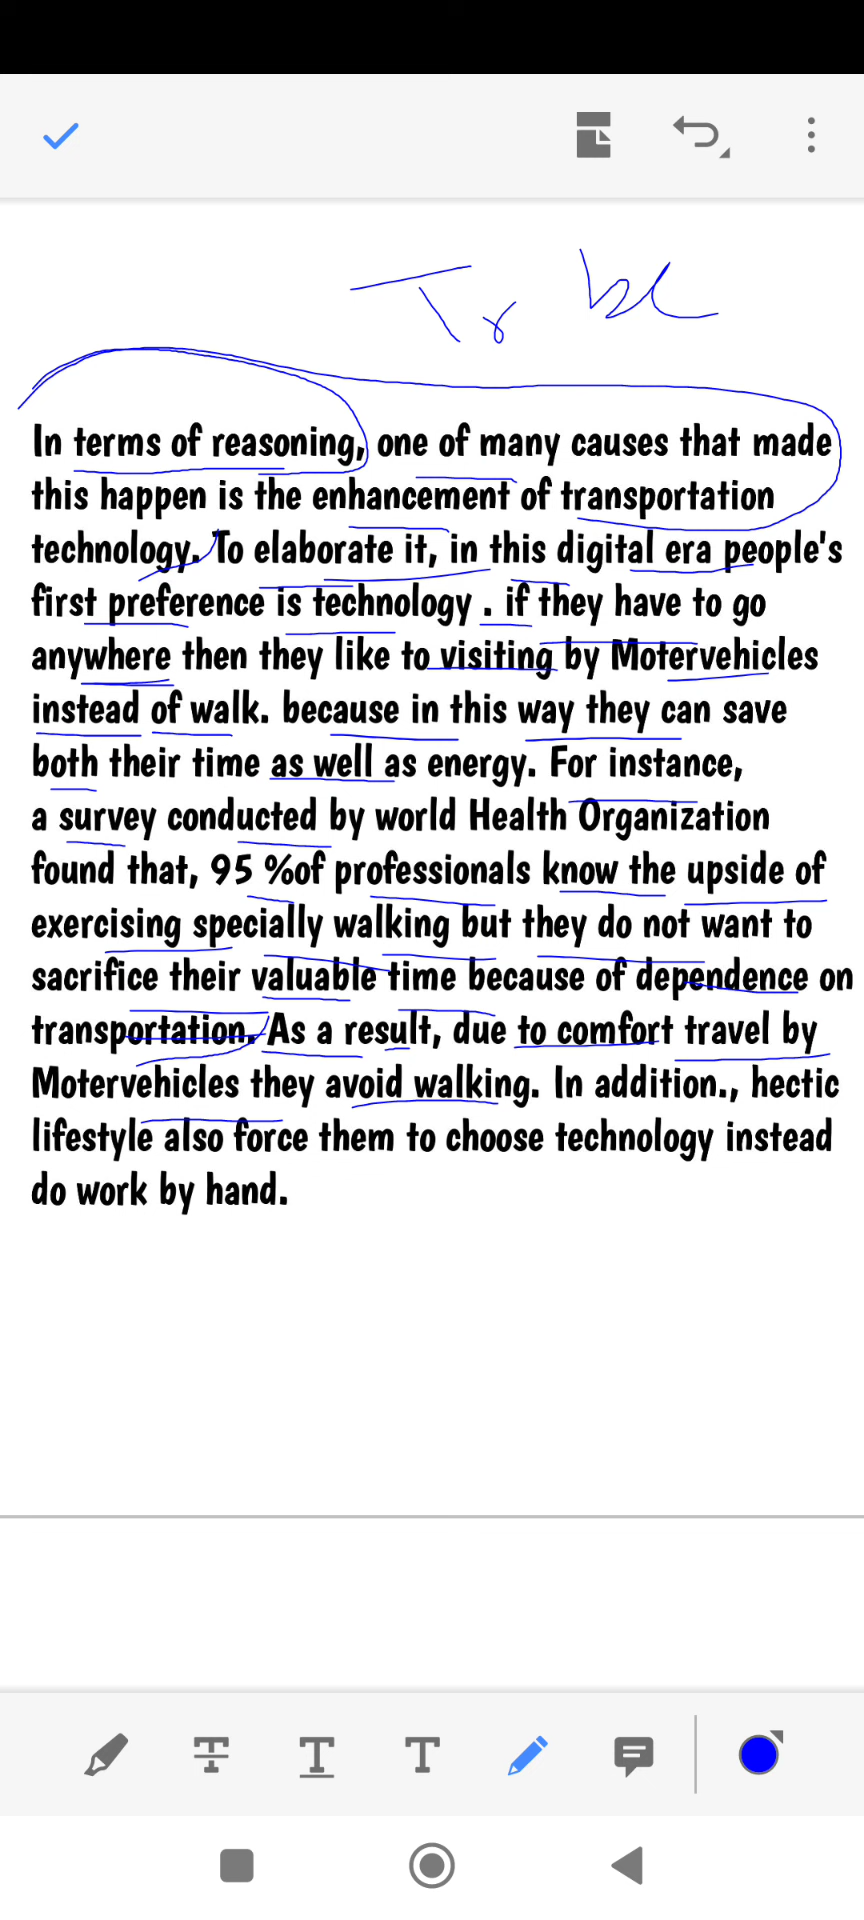 Tr be
In terms of reasoning, one of many causes that made
this happen is the enhancement of transportation
technology. To elaborate it, in this digital era people's
first preference is technology . if they have to go
anywhere then they like to visiting by Motervehicles
instead of walk. because in this way they can save
both their time as well as energy. For instance,
a survey conducted by world Health Organization
found that, 95 %of professionals know the upside of
exercising specially walking but they do not want to
sacrifice their valuable time because of dependence on
transportation. As a result, due to comfort travel by
Motervehicles they avoid walking. In addition., hectic
lifestyle also force them to choose technology instead
do work by hand.